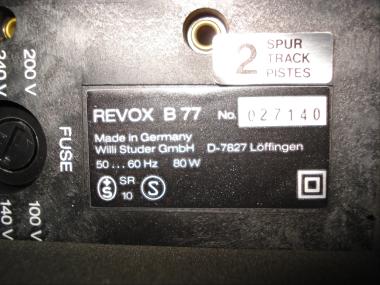 2 SPUR
TRACK
PISTES
REVOX B 77 No. 027140
Made in Germany
Willi Studer GmbH D-7827 Löffingen
50 ... 60 Hz 80 W
S SR
10 S
FUSE
200 V
240 V
100 V
140 V